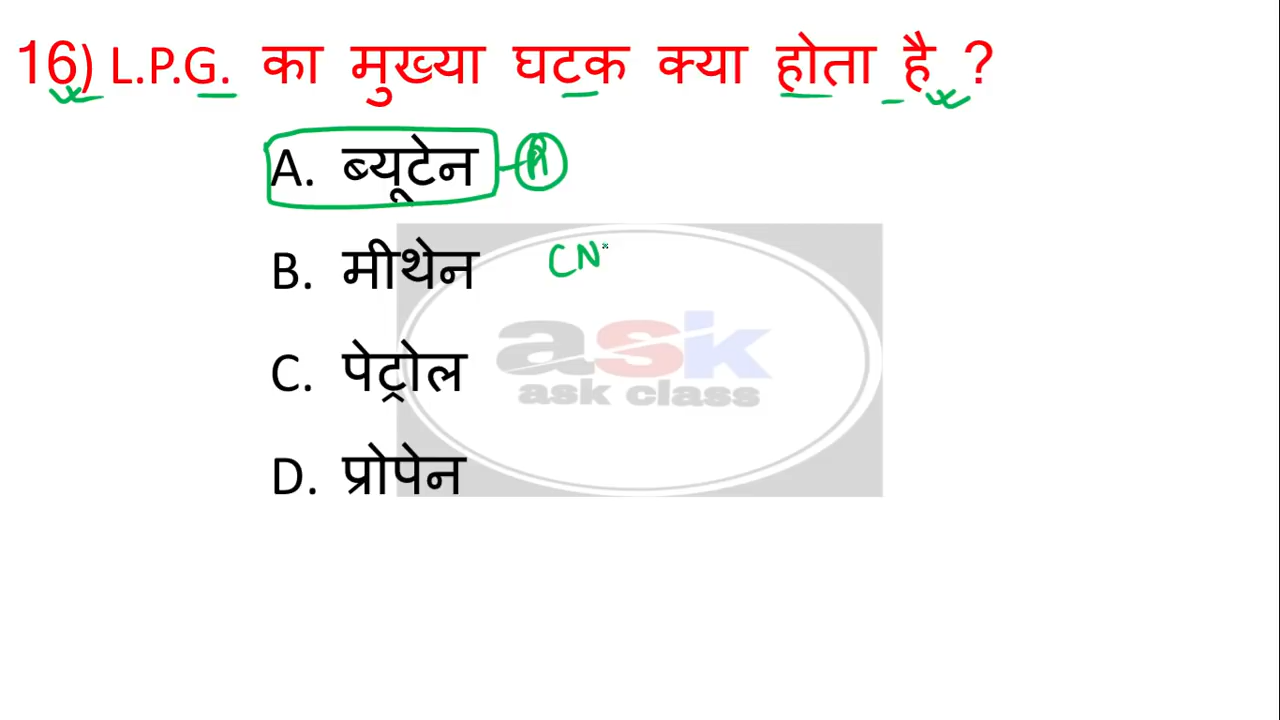 16) L.P.G. का मुख्या घटक क्या होता है ?
A. ब्यूटेन A
B. मीथेन CN
C. पेट्रोल
D. प्रोपेन
ask
ask class